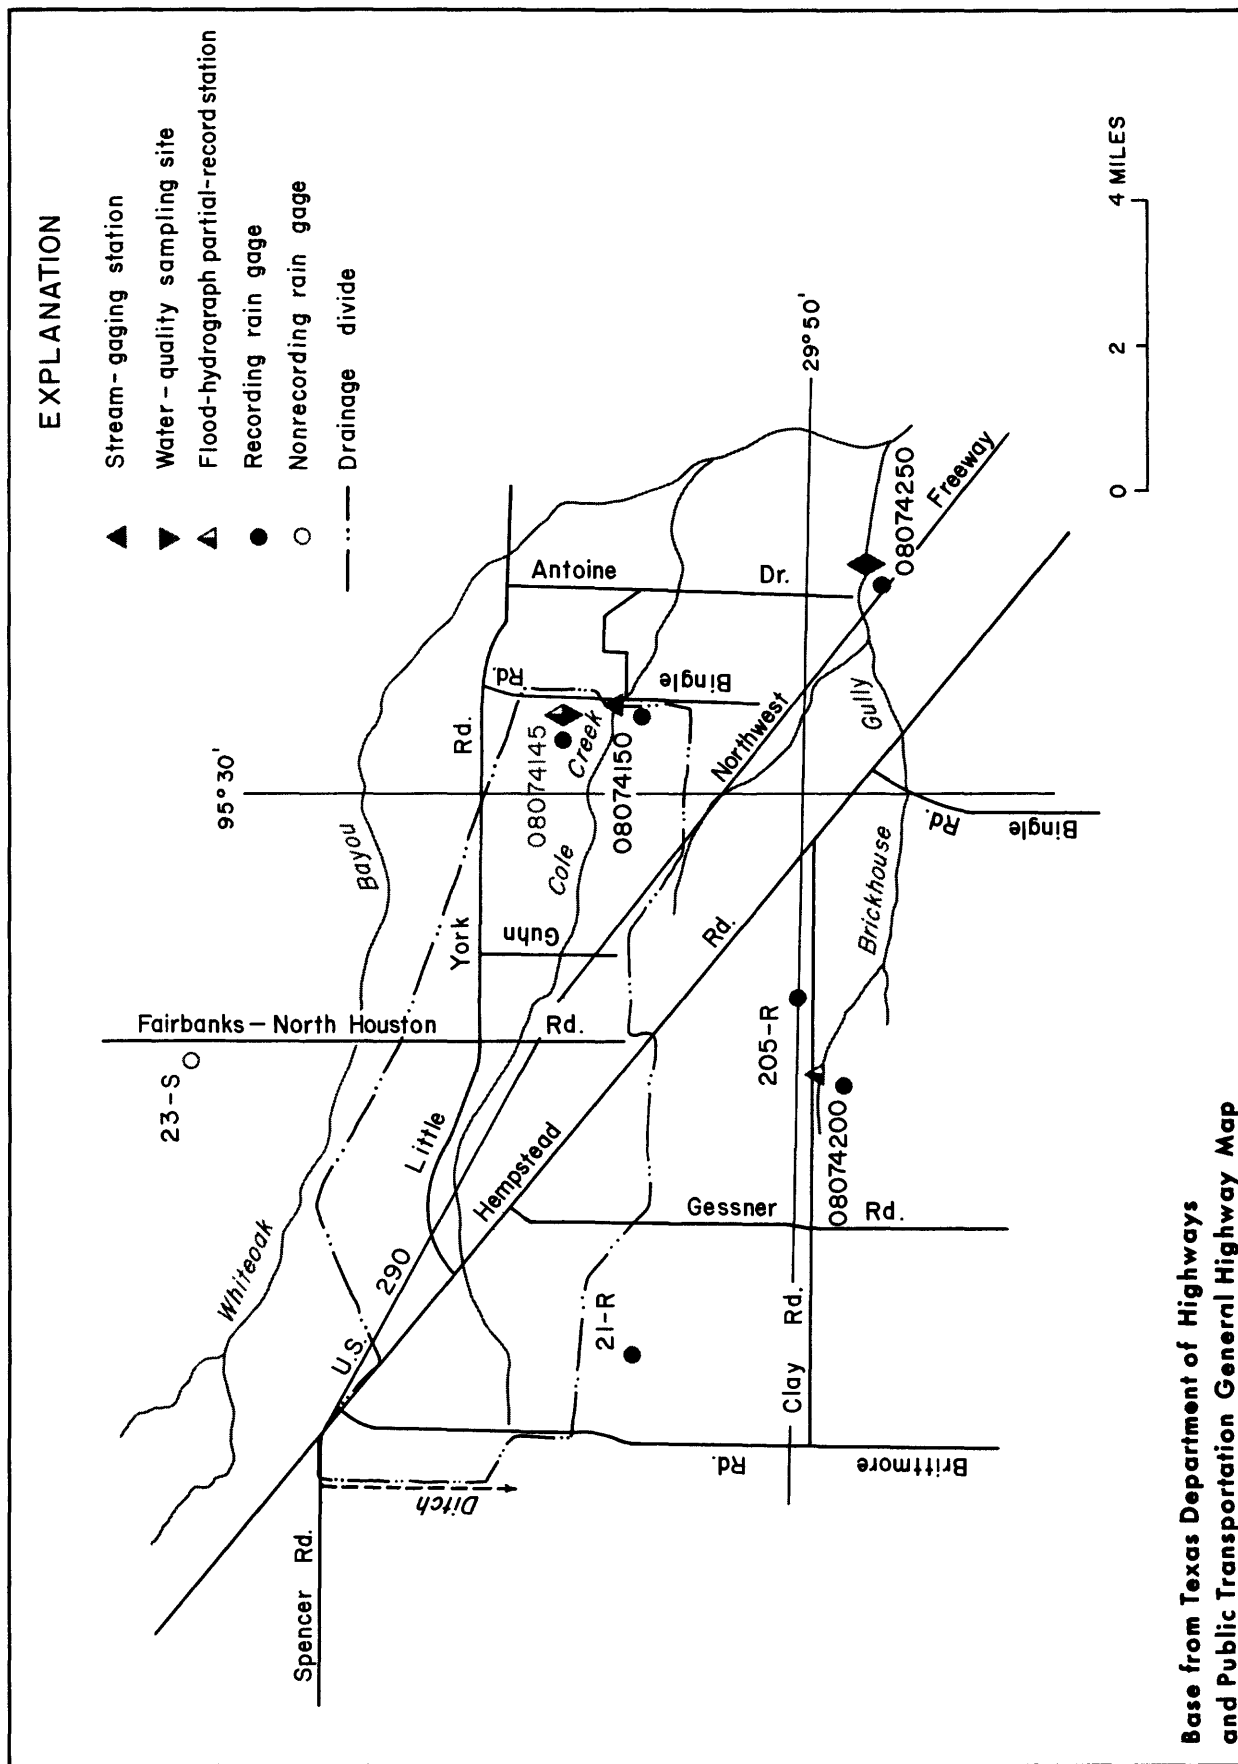 EXPLANATION
Stream-gaging station
Water-quality sampling site
Flood-hydrograph partial-record station
Recording rain gage
Nonrecording rain gage
Drainage divide
95°30'
29°50'
23-S
Whiteoak
Bayou
Fairbanks-North Houston
Rd.
Spencer Rd.
U.S.
290
Little
York
Rd.
Guhn
Cole
Creek
08074145
08074150
Rd.
Bingle
Antoine
Dr.
Hempstead
Rd.
Northwest
Freeway
21-R
Gessner
Rd.
205-R
08074200
Clay
Rd.
Ditch
Rd.
Brittmore
Brickhouse
Gully
08074250
Rd.
Bingle
0
2
4 MILES
Base from Texas Department of Highways
and Public Transportation General Highway Map